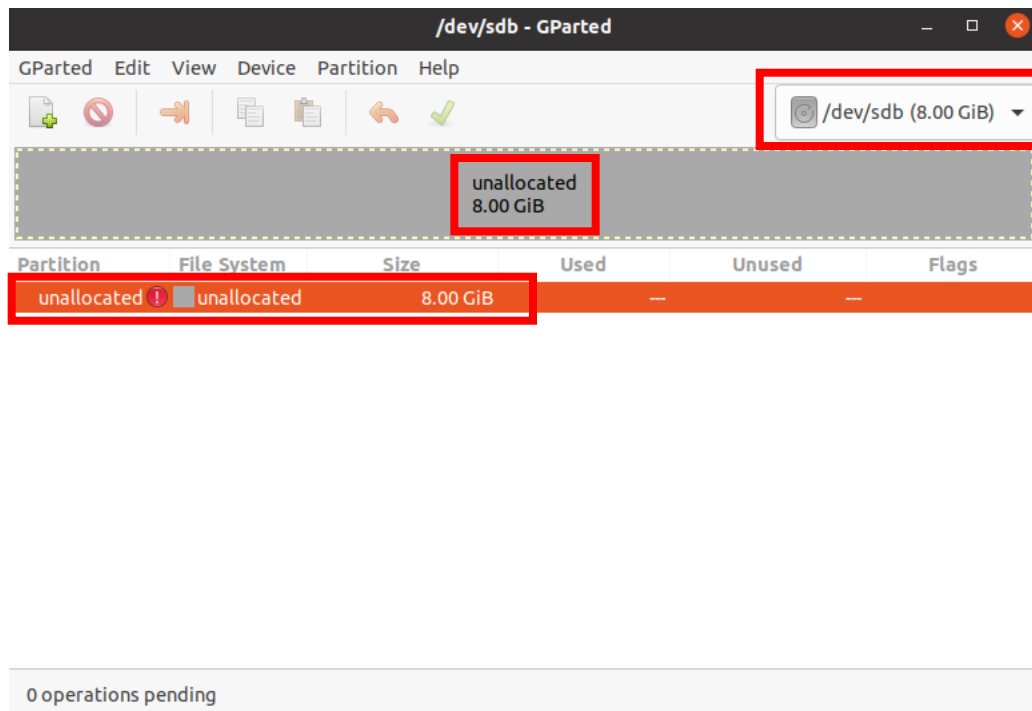 /dev/sdb - GParted
GParted Edit View Device Partition Help
/dev/sdb (8.00 GiB)
unallocated
8.00 GiB
Partition File System Size Used Unused Flags
unallocated unallocated 8.00 GiB --- ---
0 operations pending